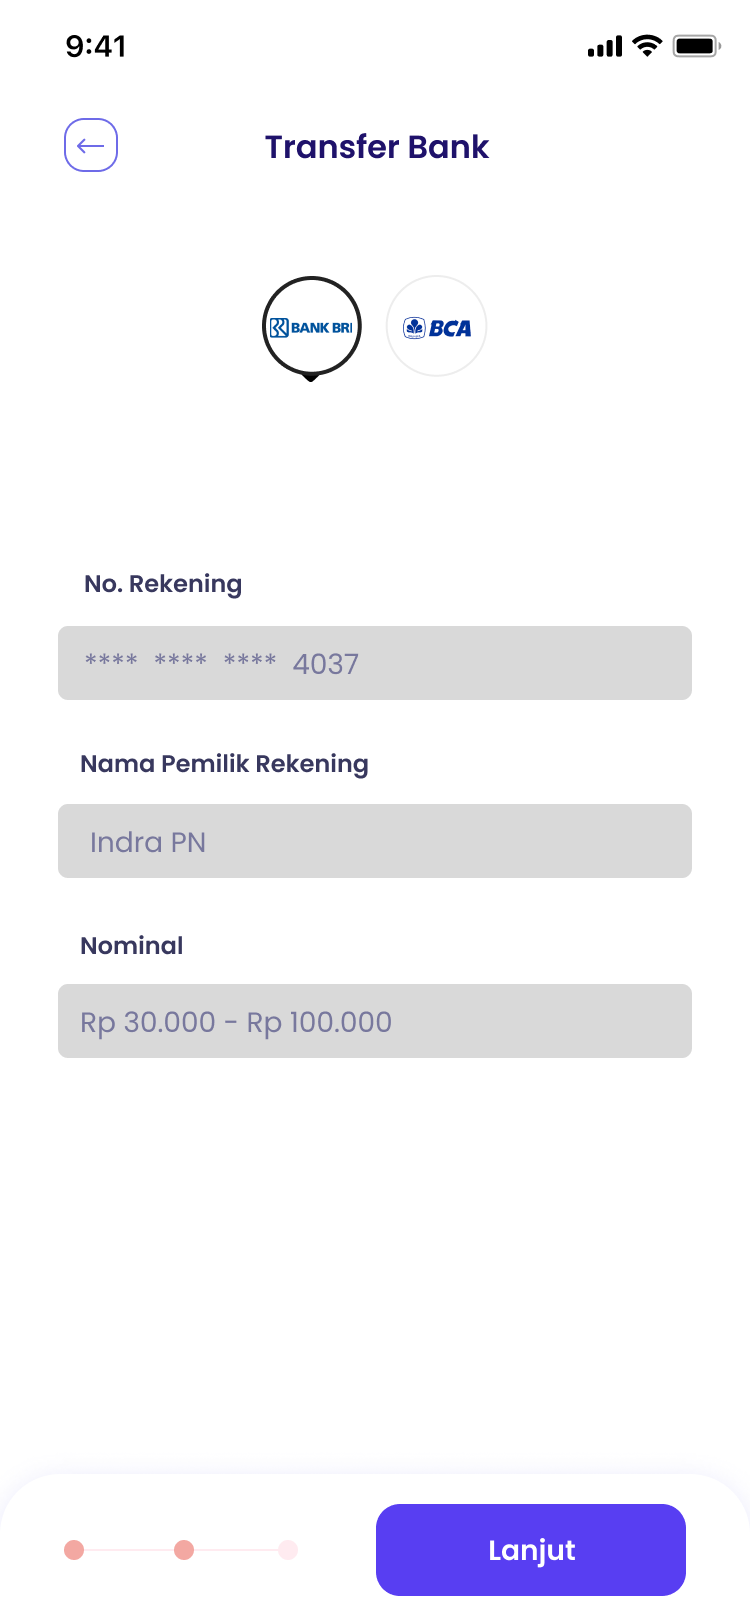 9:41
Transfer Bank
BANK BRI
BCA
No. Rekening
**** **** **** 4037
Nama Pemilik Rekening
Indra PN
Nominal
Rp 30.000 - Rp 100.000
Lanjut